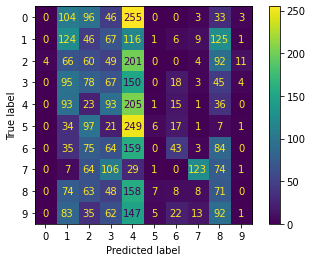 0 0 104 96 46 255 0 0 3 33 3 250
1 0 124 46 67 116 1 6 9 125 1
2 4 66 60 49 201 0 0 4 92 11 200
3 0 95 78 67 150 0 18 3 45 4
4 0 93 23 93 205 1 15 1 36 0 150
5 0 34 97 21 249 6 17 1 7 1
6 0 35 75 64 159 0 43 3 84 0 100
7 0 7 64 106 29 1 0 123 74 1
8 0 74 63 48 158 7 8 8 71 0 50
9 0 83 35 62 147 5 22 13 92 1
0 1 2 3 4 5 6 7 8 9 0
True label
Predicted label